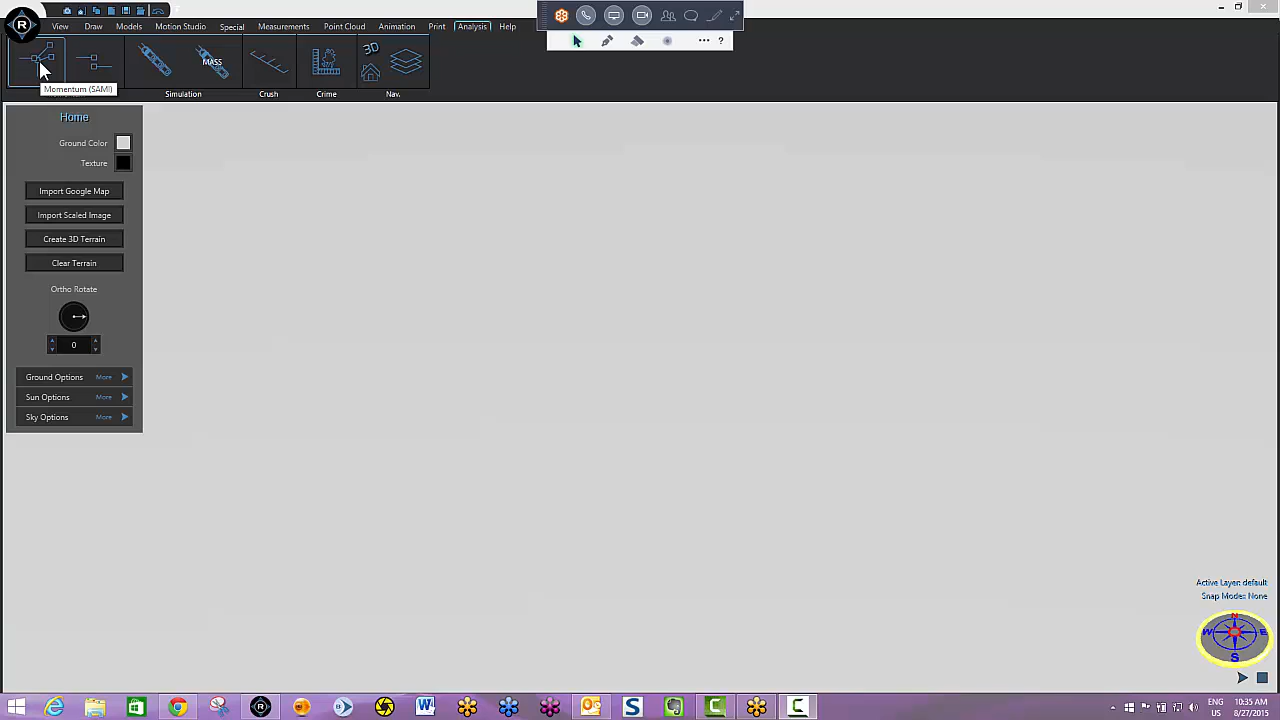 View Draw Models Motion Studio Special Measurements Point Cloud Animation Print Analysis Help
MASS
3D
Momentum (SAMI)
Simulation Crush Crime Nav.
Home
Ground Color
Texture
Import Google Map
Import Scaled Image
Create 3D Terrain
Clear Terrain
Ortho Rotate
0
Ground Options More
Sun Options More
Sky Options More
Active Layer: default
Snap Mode: None
N
W E
S
ENG 10:35 AM
US 8/27/2015